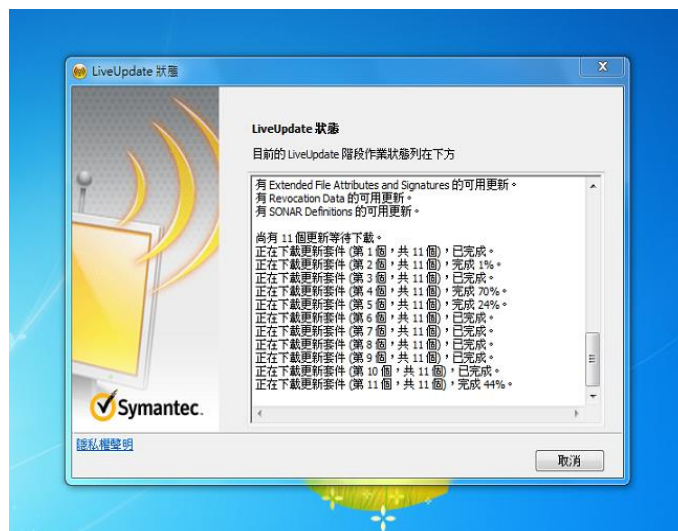 LiveUpdate 狀態
LiveUpdate 狀態
目前的 LiveUpdate 階段作業狀態列在下方
有 Extended File Attributes and Signatures 的可用更新。
有 Revocation Data 的可用更新。
有 SONAR Definitions 的可用更新。
尚有 11 個更新等待下載。
正在下載更新套件 (第 1 個，共 11 個)，已完成。
正在下載更新套件 (第 2 個，共 11 個)，完成 1%。
正在下載更新套件 (第 3 個，共 11 個)，已完成。
正在下載更新套件 (第 4 個，共 11 個)，完成 70%。
正在下載更新套件 (第 5 個，共 11 個)，完成 24%。
正在下載更新套件 (第 6 個，共 11 個)，已完成。
正在下載更新套件 (第 7 個，共 11 個)，已完成。
正在下載更新套件 (第 8 個，共 11 個)，已完成。
正在下載更新套件 (第 9 個，共 11 個)，已完成。
正在下載更新套件 (第 10 個，共 11 個)，已完成。
正在下載更新套件 (第 11 個，共 11 個)，完成 44%。
Symantec.
隱私權聲明
取消